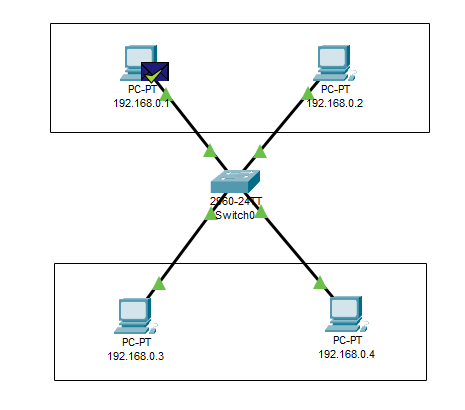 PC-PT
192.168.0.1
PC-PT
192.168.0.2
2960-24TT
Switch0
PC-PT
192.168.0.3
PC-PT
192.168.0.4